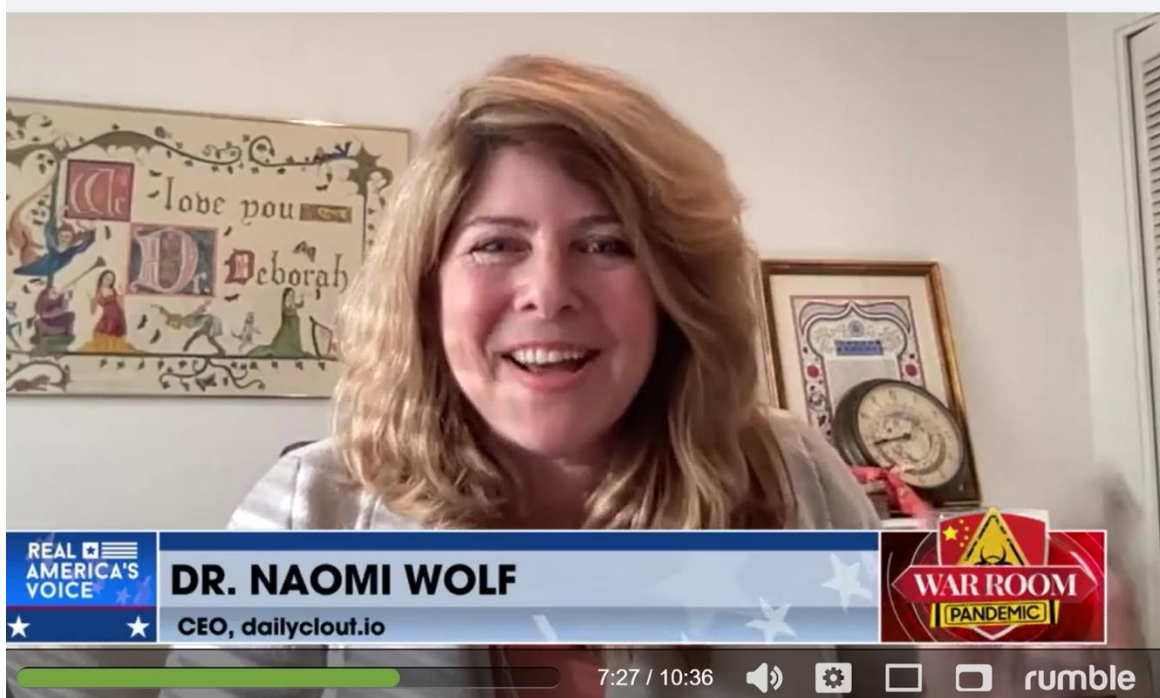 We love you
Dr. Deborah
REAL
AMERICA'S
VOICE
DR. NAOMI WOLF
CEO, dailyclout.io
WAR ROOM
PANDEMIC
7:27 / 10:36
rumble